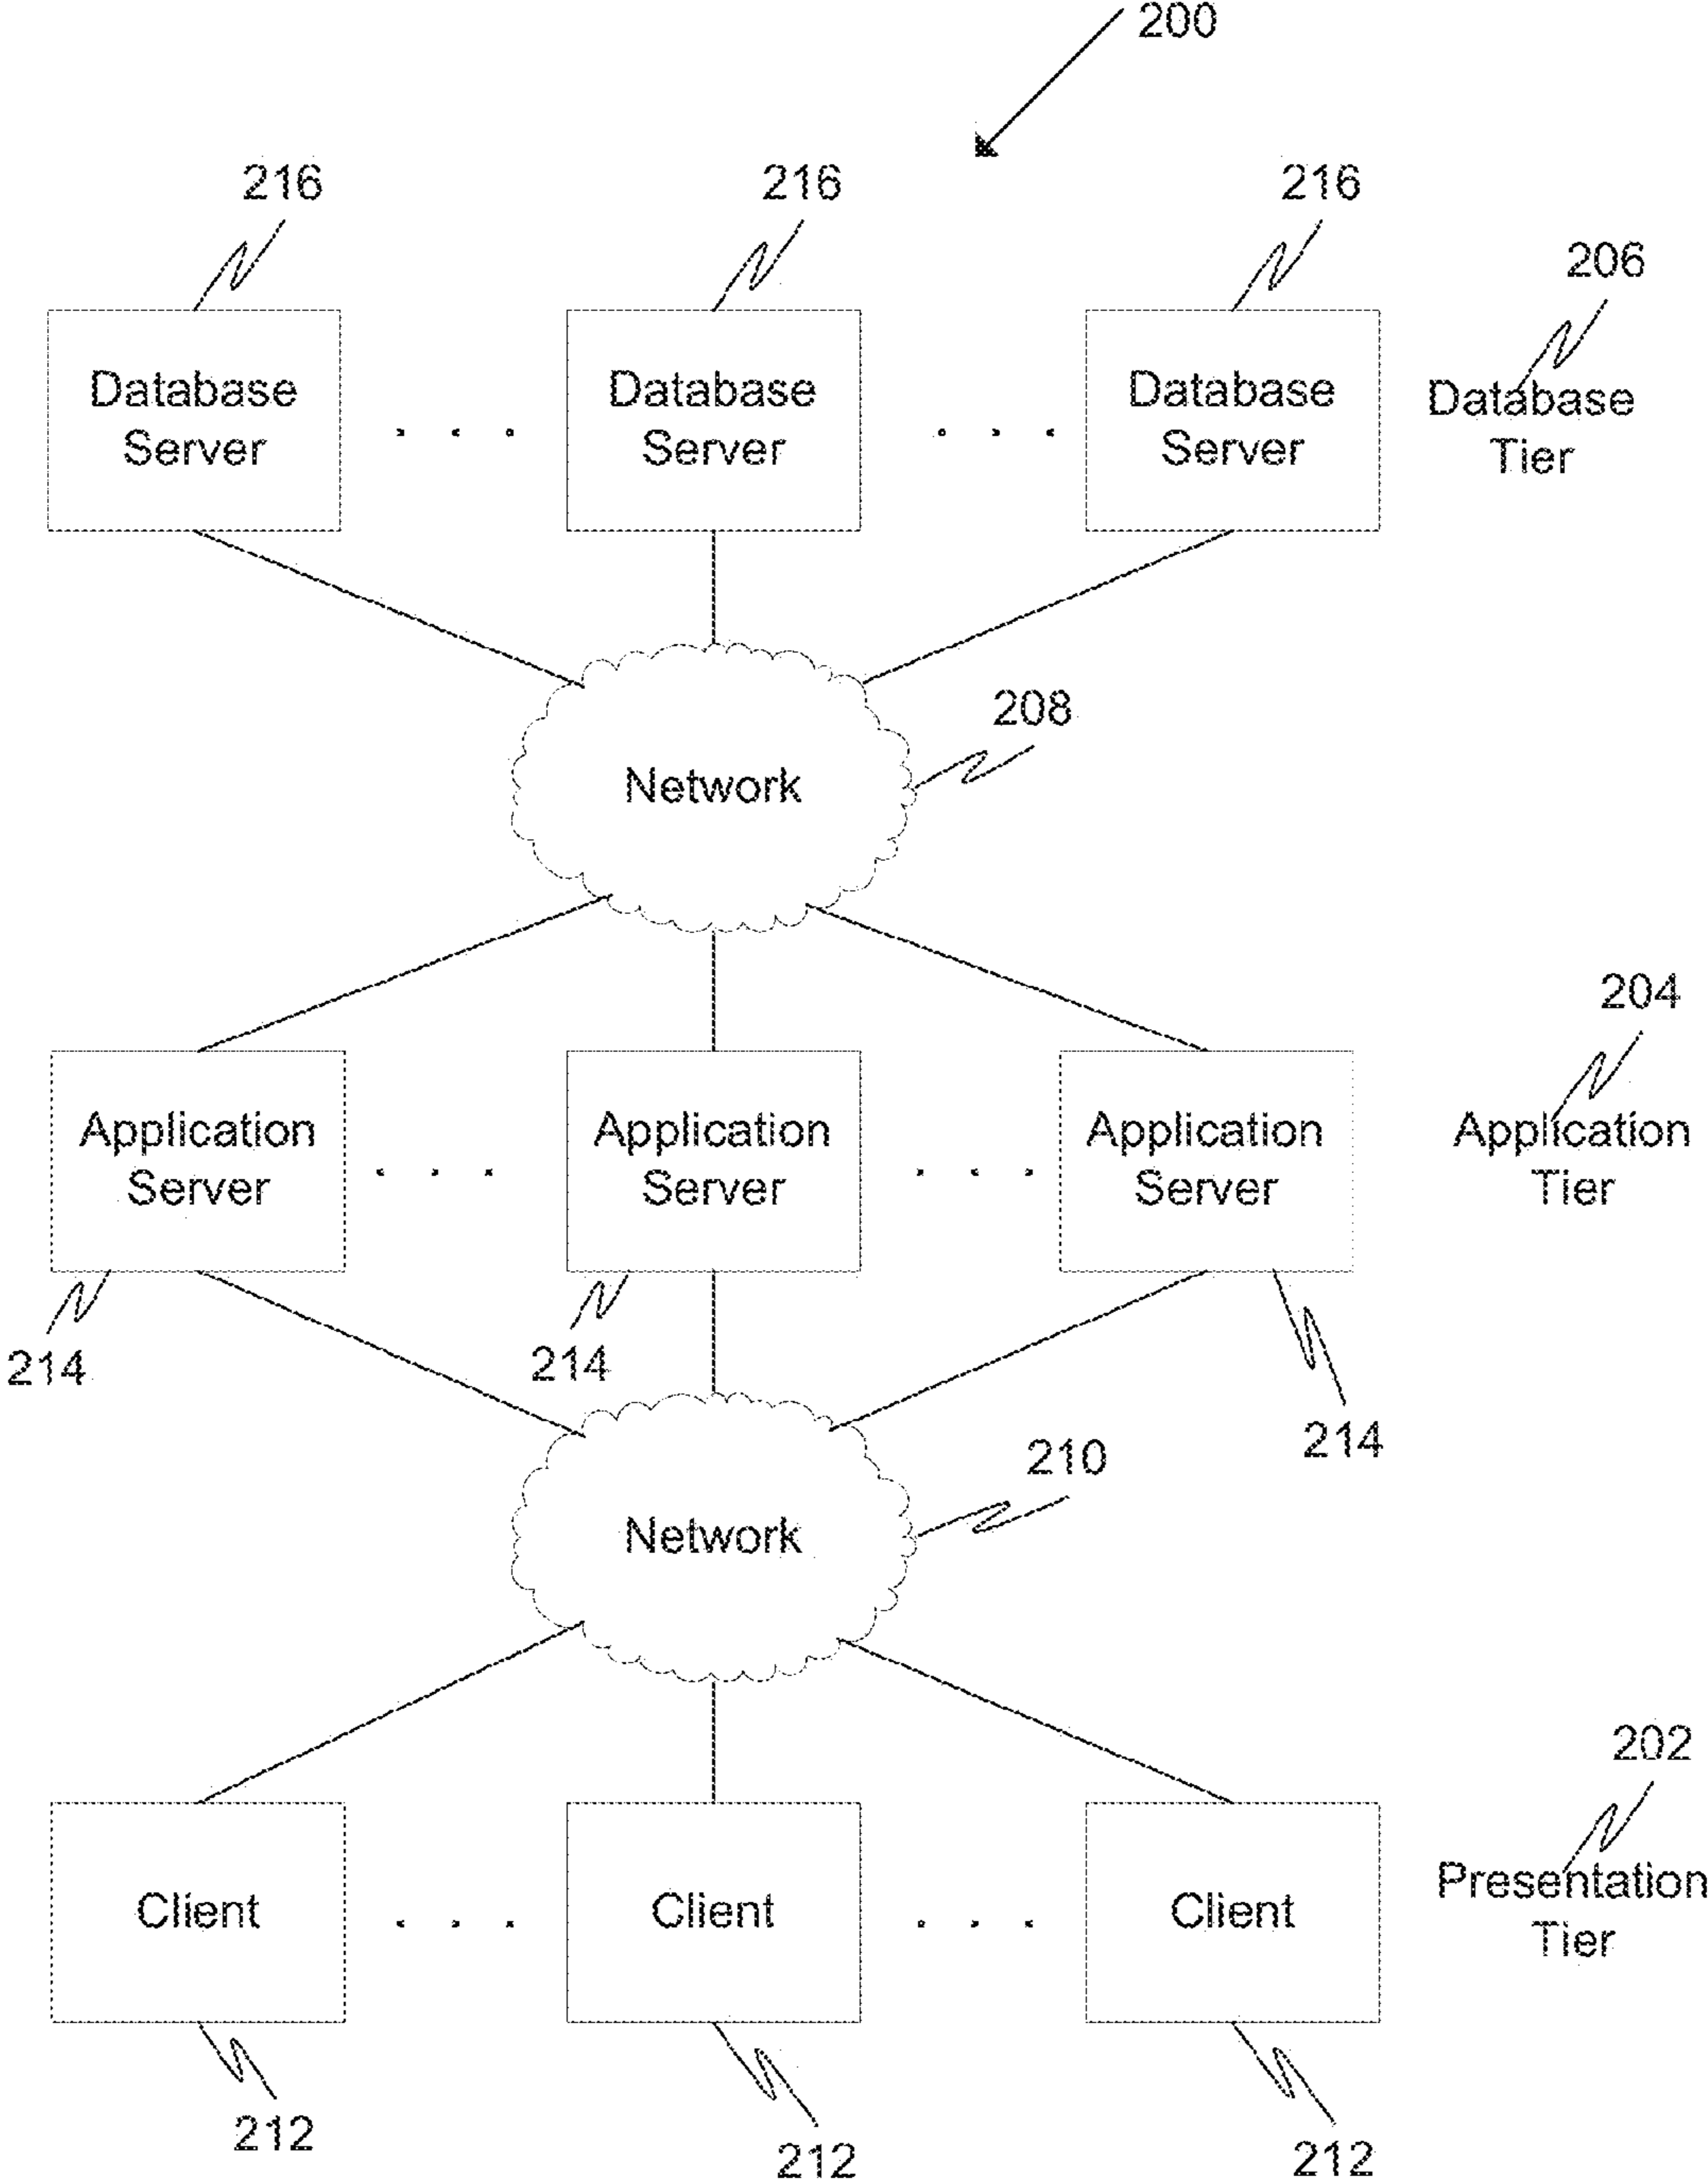 200
216
216
216
206
Database
Server
Database
Server
Database
Server
Database
Tier
208
Network
204
Application
Server
Application
Server
Application
Server
Application
Tier
214
214
214
210
Network
202
Client
Client
Client
Presentation
Tier
212
212
212